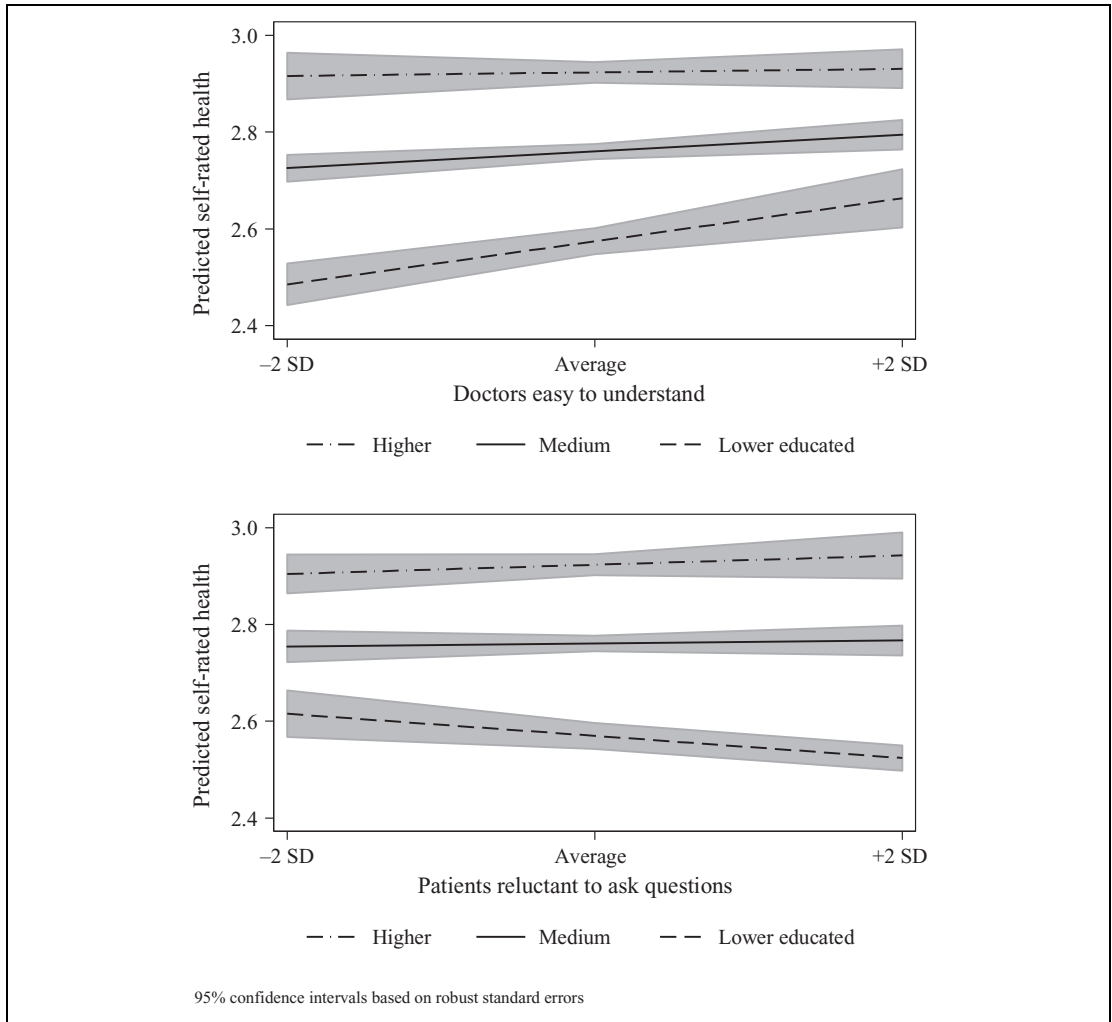 Predicted self-rated health
3.0
2.8
2.6
2.4
–2 SD Average +2 SD
Doctors easy to understand
Higher Medium Lower educated
Predicted self-rated health
3.0
2.8
2.6
2.4
–2 SD Average +2 SD
Patients reluctant to ask questions
Higher Medium Lower educated
95% confidence intervals based on robust standard errors